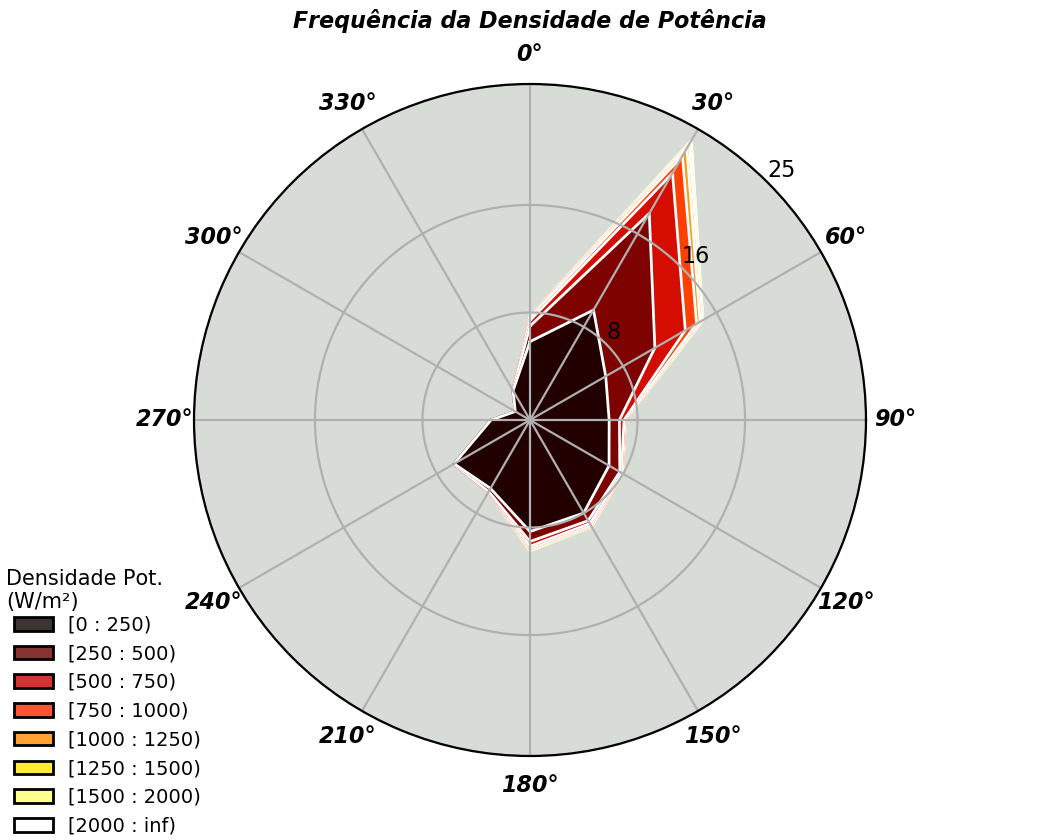 Frequência da Densidade de Potência
0°
330°
30°
25
300°
60°
16
8
270°
90°
240°
120°
210°
150°
180°
Densidade Pot.
(W/m²)
[0 : 250)
[250 : 500)
[500 : 750)
[750 : 1000)
[1000 : 1250)
[1250 : 1500)
[1500 : 2000)
[2000 : inf)